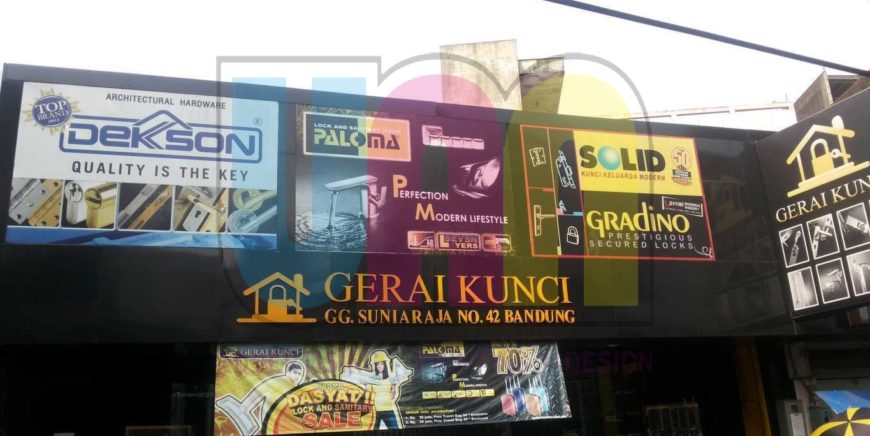 TOP
BRAND
ARCHITECTURAL HARDWARE
DEKSON ®
QUALITY IS THE KEY
LOCK AND
PALOMA
PERFECTION
MODERN LIFESTYLE
SEVEN
SOLID
KUNCI KELUARGA MODERN
50
GRADINO
PRESTIGIOUS
SECURED LOCKS
GERAI KUNCI
GERAI KUNCI
GG. SUNIARAJA NO. 42 BANDUNG
GERAI KUNCI
DASYAT!!
LOCK AND SANITARY
SALE
PALOMA
70%
DESIGN